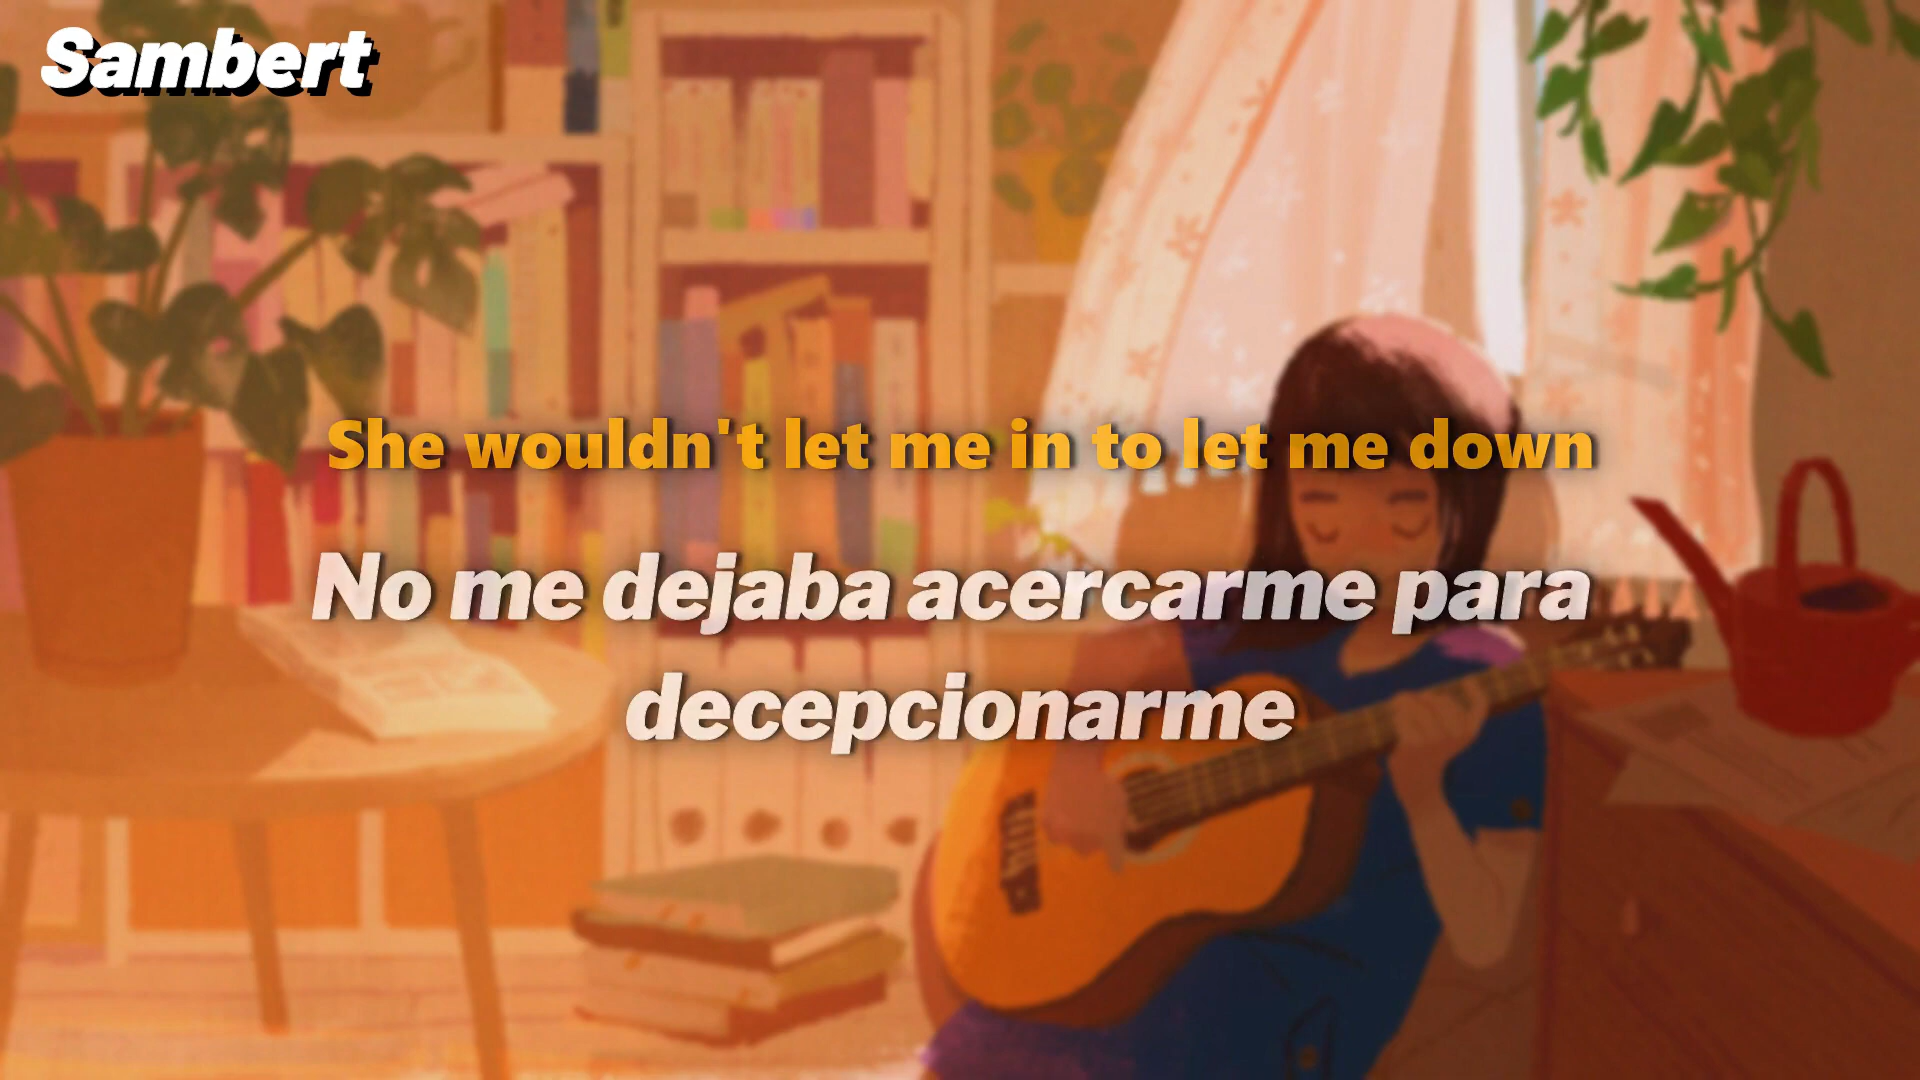 Sambert
She wouldn't let me in to let me down
No me dejaba acercarme para
decepcionarme